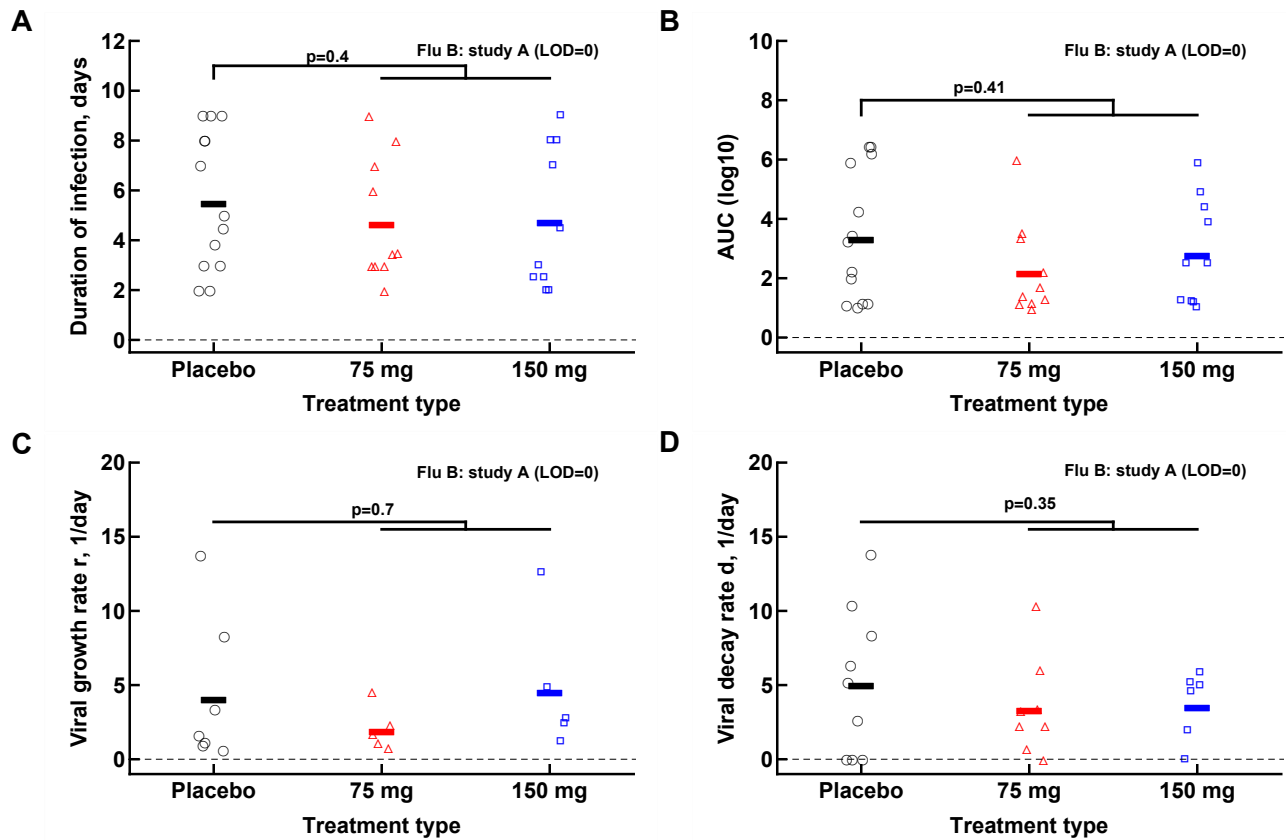 A
Flu B: study A (LOD=0)
p=0.4
12
10
8
6
4
2
0
Duration of infection, days
Placebo
75 mg
150 mg
Treatment type
B
Flu B: study A (LOD=0)
p=0.41
10
8
6
4
2
0
AUC (log10)
Placebo
75 mg
150 mg
Treatment type
C
Flu B: study A (LOD=0)
p=0.7
20
15
10
5
0
Viral growth rate r, 1/day
Placebo
75 mg
150 mg
Treatment type
D
Flu B: study A (LOD=0)
p=0.35
20
15
10
5
0
Viral decay rate d, 1/day
Placebo
75 mg
150 mg
Treatment type